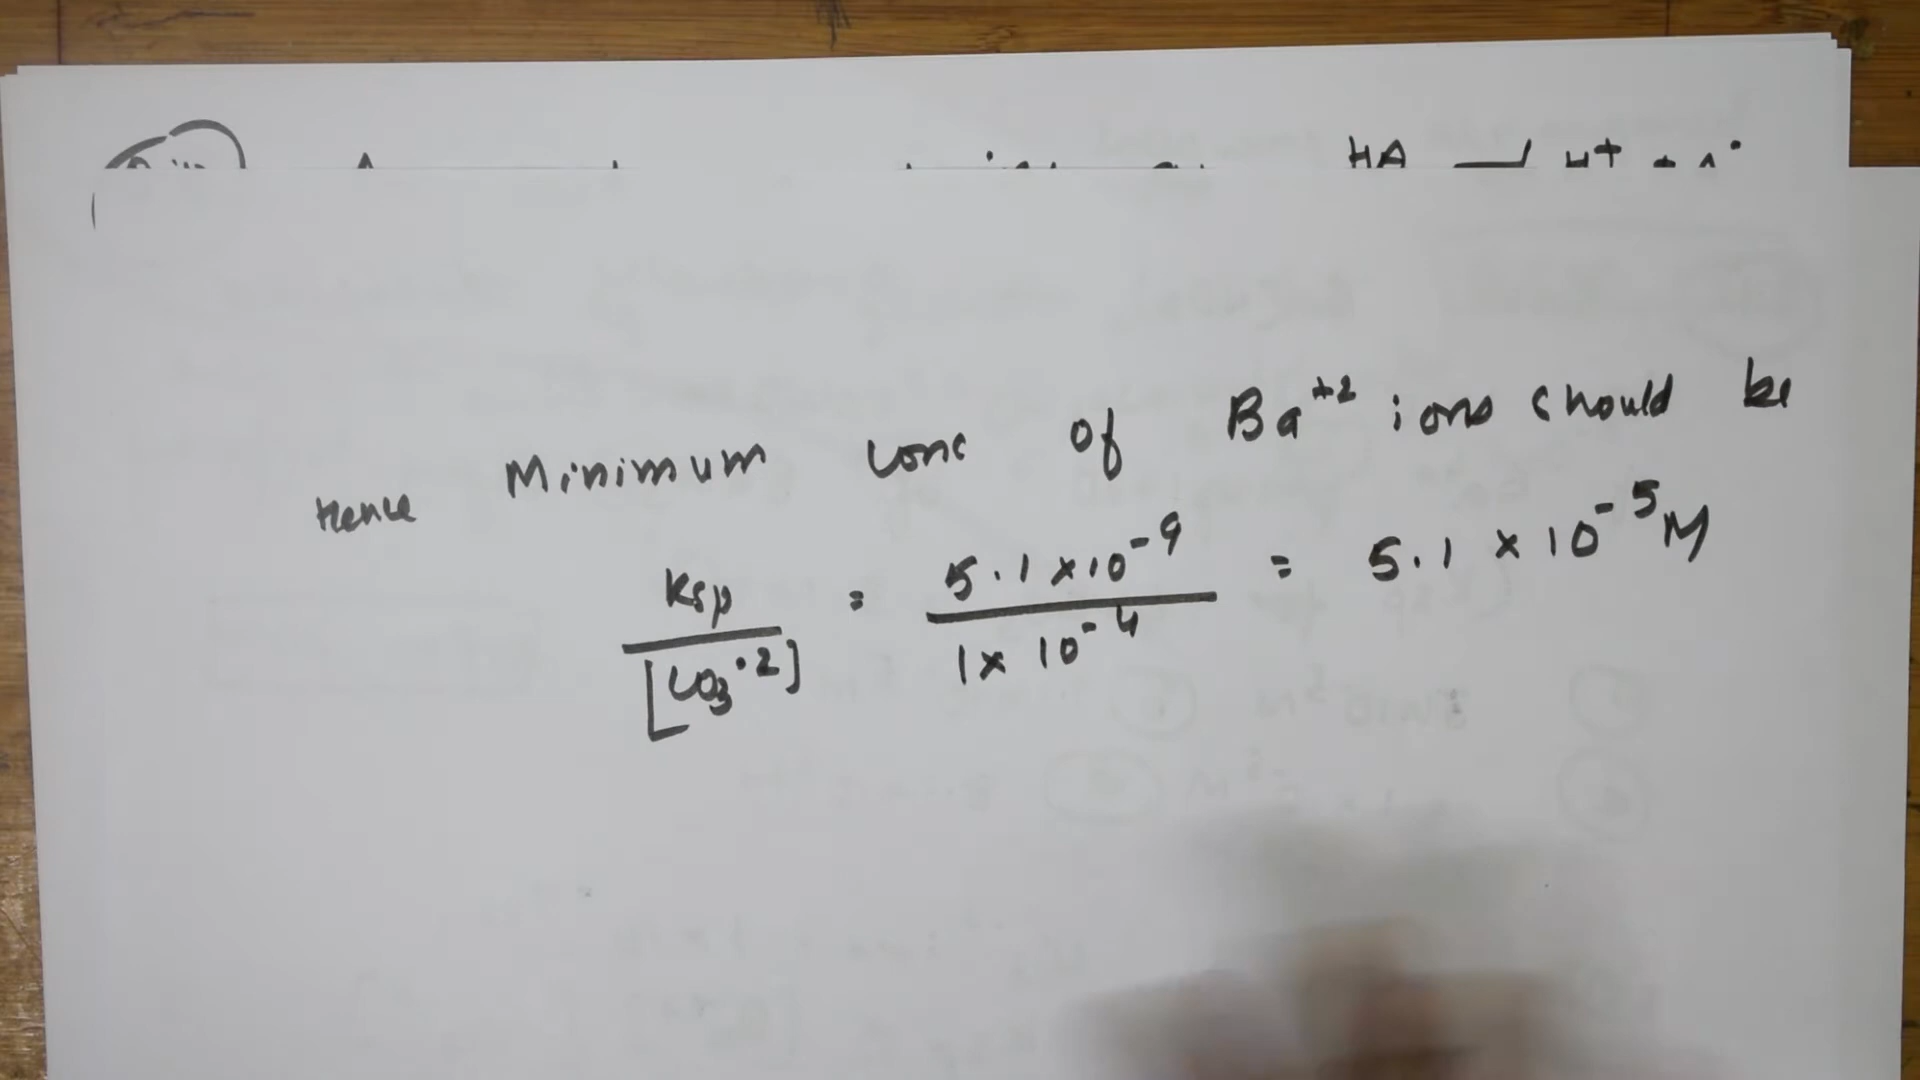 HA
Hence Minimum conc of Ba⁺² ions should be
Ksp / [CO₃⁻²] = 5.1 × 10⁻⁹ / 1 × 10⁻⁴ = 5.1 × 10⁻⁵ M